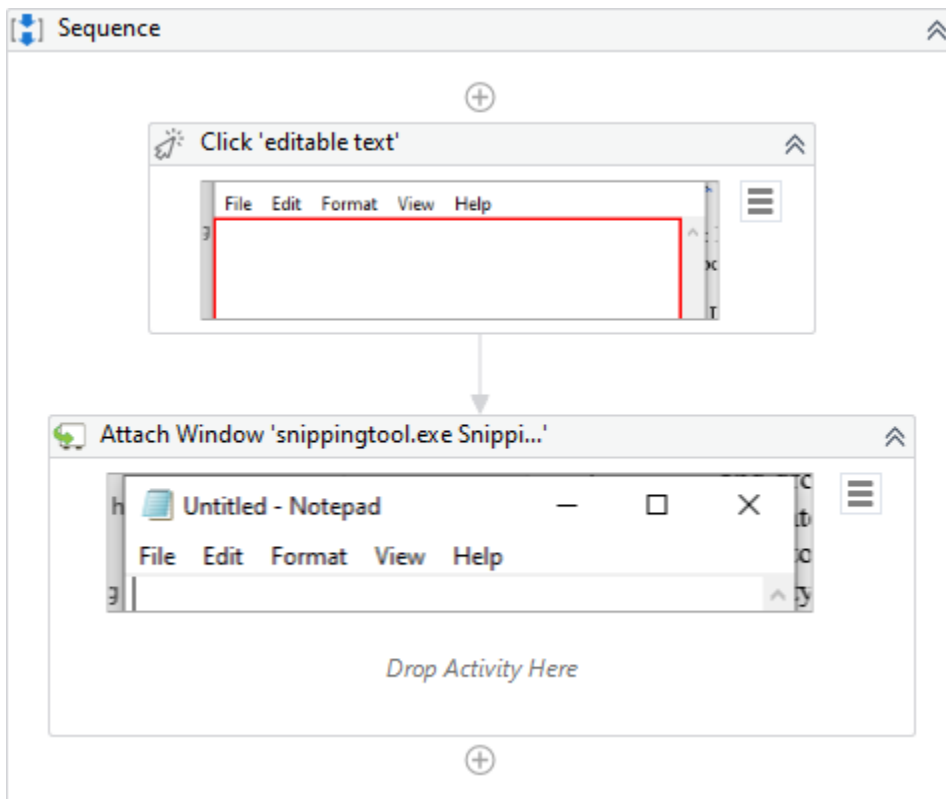 Sequence
Click 'editable text'
File Edit Format View Help
Attach Window 'snippingtool.exe Snippi...'
Untitled - Notepad
File Edit Format View Help
Drop Activity Here